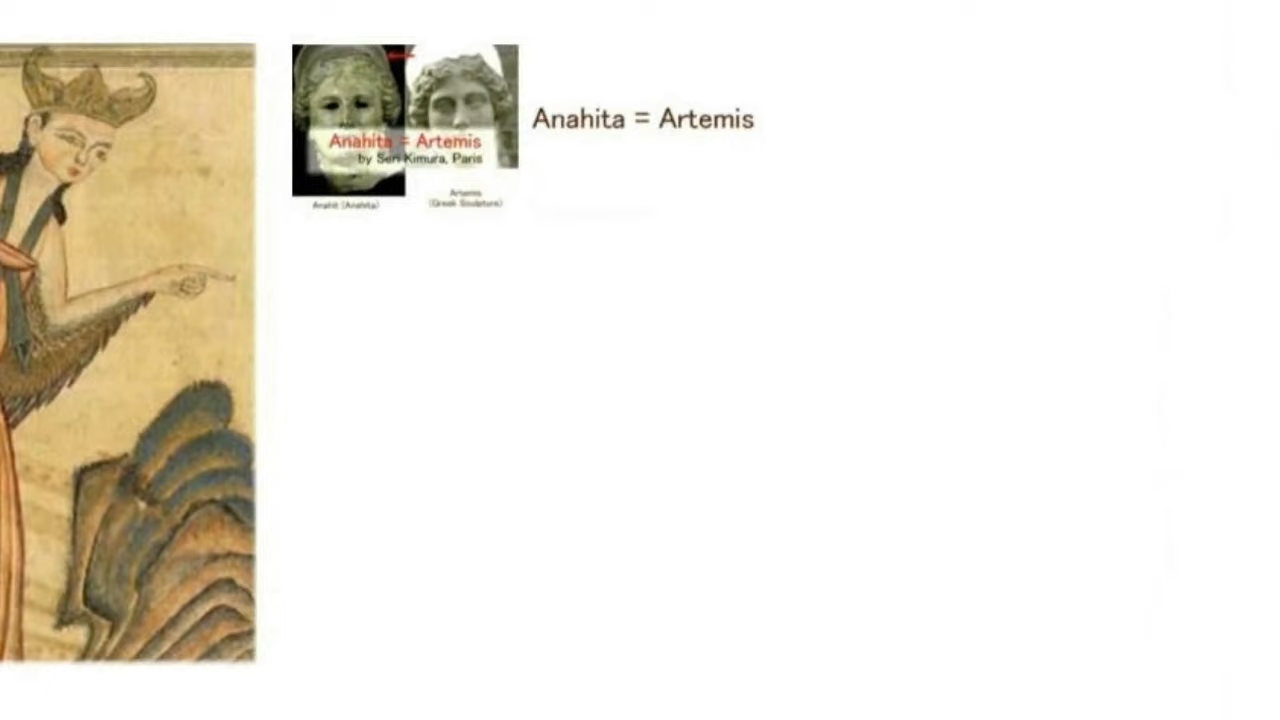 Anahita = Artemis
by Seri Kimura, Paris
Anahit (Anahita)
Artemis
(Greek Sculpture)
Anahita = Artemis